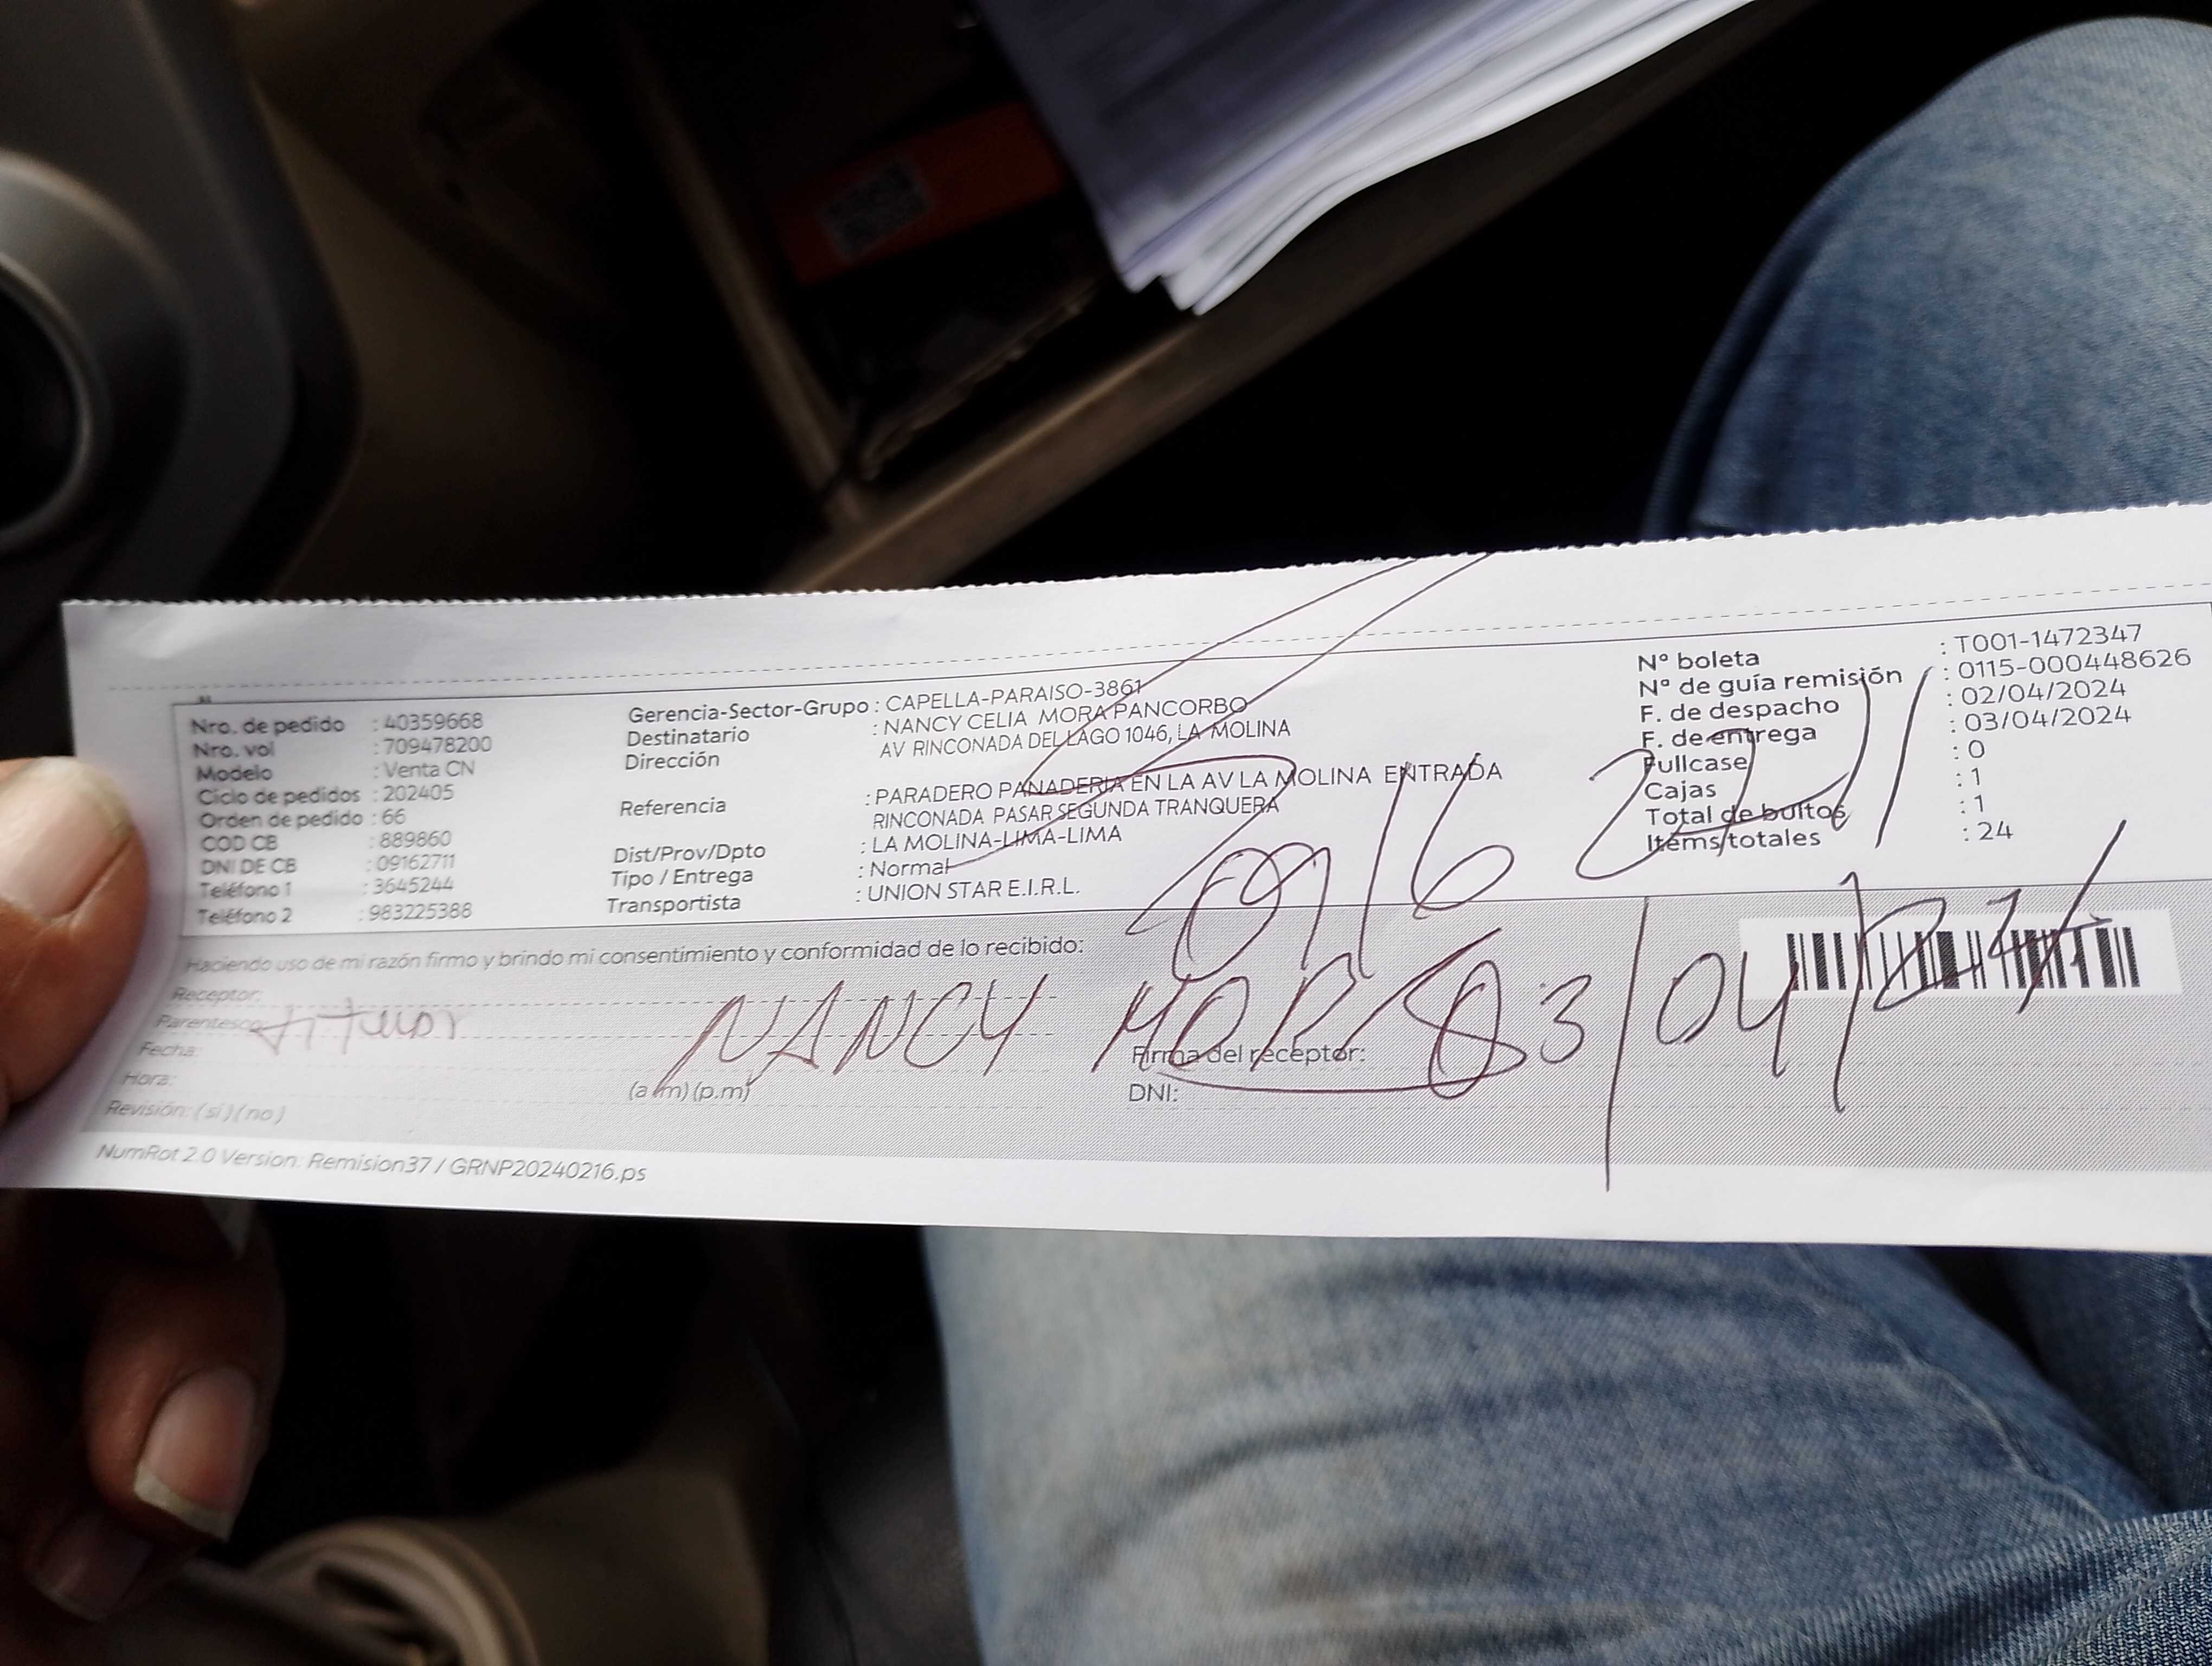 Nro. de pedido : 40359668
Nro. vol : 709478200
Modelo : Venta CN
Ciclo de pedidos : 202405
Orden de pedido : 66
COD CB : 889860
DNI DE CB : 09162711
Teléfono 1 : 3645244
Teléfono 2 : 983225388
Gerencia-Sector-Grupo : CAPELLA-PARAISO-3861
Destinatario : NANCY CELIA MORA PANCORBO
Dirección AV RINCONADA DEL LAGO 1046, LA MOLINA
Referencia : PARADERO PANADERIA EN LA AV LA MOLINA ENTRADA
RINCONADA PASAR SEGUNDA TRANQUERA
Dist/Prov/Dpto : LA MOLINA-LIMA-LIMA
Tipo / Entrega : Normal
Transportista : UNION STAR E.I.R.L.
N° boleta : T001-1472347
N° de guía remisión : 0115-000448626
F. de despacho : 02/04/2024
F. de entrega : 03/04/2024
Fullcase : 0
Cajas : 1
Total de bultos : 1
Items totales : 24
09162711
Haciendo uso de mi razón firmo y brindo mi consentimiento y conformidad de lo recibido:
Receptor:
Parentesco: titular
NANCY MORA 03/04/24
Fecha:
Firma del receptor:
Hora: (a.m) (p.m)
DNI:
Revisión: ( si ) ( no )
NumRot 2.0 Version: Remision37 / GRNP20240216.ps